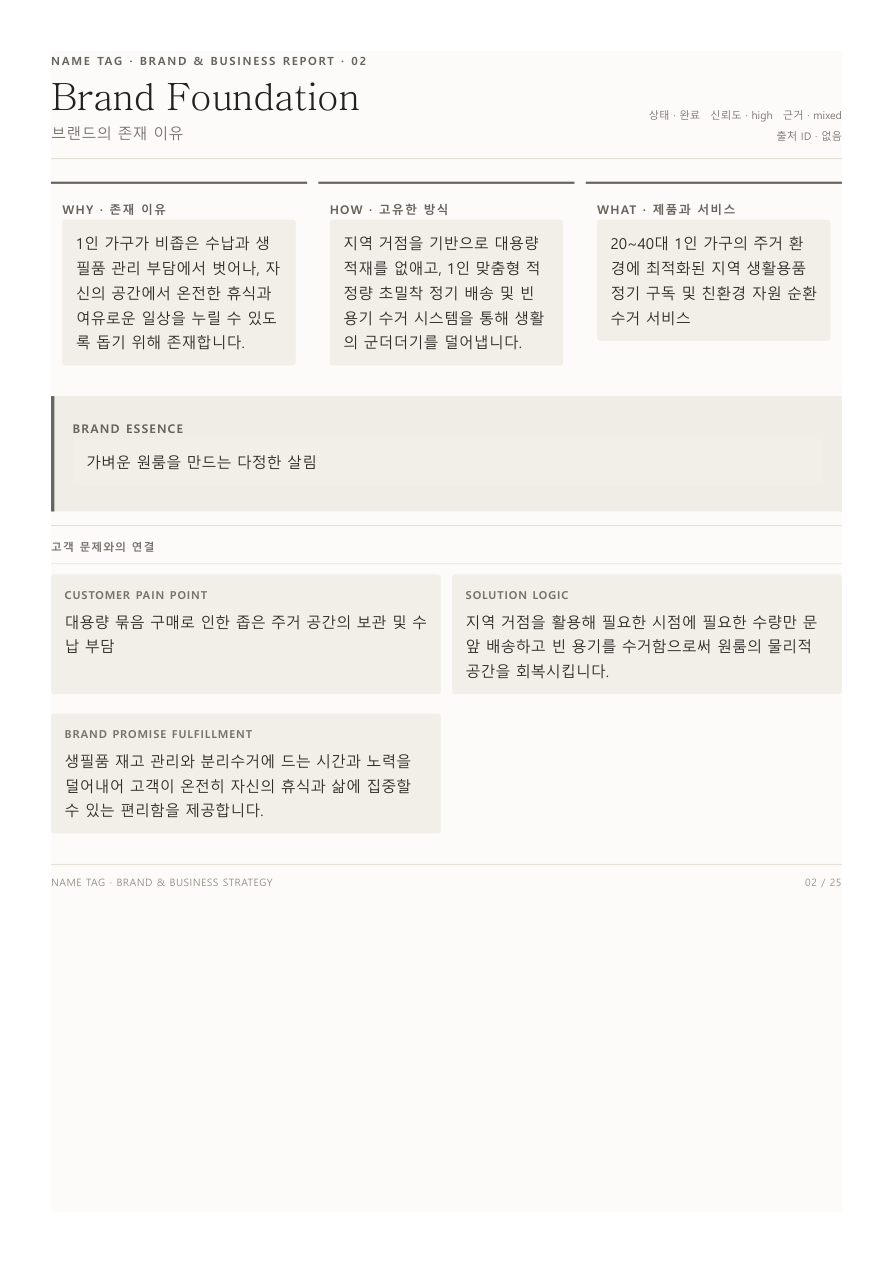 NAME TAG · BRAND & BUSINESS REPORT · 02
Brand Foundation
브랜드의 존재 이유
상태 · 완료 신뢰도 · high 근거 · mixed
출처 ID · 없음
WHY · 존재 이유
1인 가구가 비좁은 수납과 생
필품 관리 부담에서 벗어나, 자
신의 공간에서 온전한 휴식과
여유로운 일상을 누릴 수 있도
록 돕기 위해 존재합니다.
HOW · 고유한 방식
지역 거점을 기반으로 대용량
적재를 없애고, 1인 맞춤형 적
정량 초밀착 정기 배송 및 빈
용기 수거 시스템을 통해 생활
의 군더더기를 덜어냅니다.
WHAT · 제품과 서비스
20~40대 1인 가구의 주거 환
경에 최적화된 지역 생활용품
정기 구독 및 친환경 자원 순환
수거 서비스
BRAND ESSENCE
가벼운 원룸을 만드는 다정한 살림
고객 문제와의 연결
CUSTOMER PAIN POINT
대용량 묶음 구매로 인한 좁은 주거 공간의 보관 및 수
납 부담
SOLUTION LOGIC
지역 거점을 활용해 필요한 시점에 필요한 수량만 문
앞 배송하고 빈 용기를 수거함으로써 원룸의 물리적
공간을 회복시킵니다.
BRAND PROMISE FULFILLMENT
생필품 재고 관리와 분리수거에 드는 시간과 노력을
덜어내어 고객이 온전히 자신의 휴식과 삶에 집중할
수 있는 편리함을 제공합니다.
NAME TAG · BRAND & BUSINESS STRATEGY
02 / 25